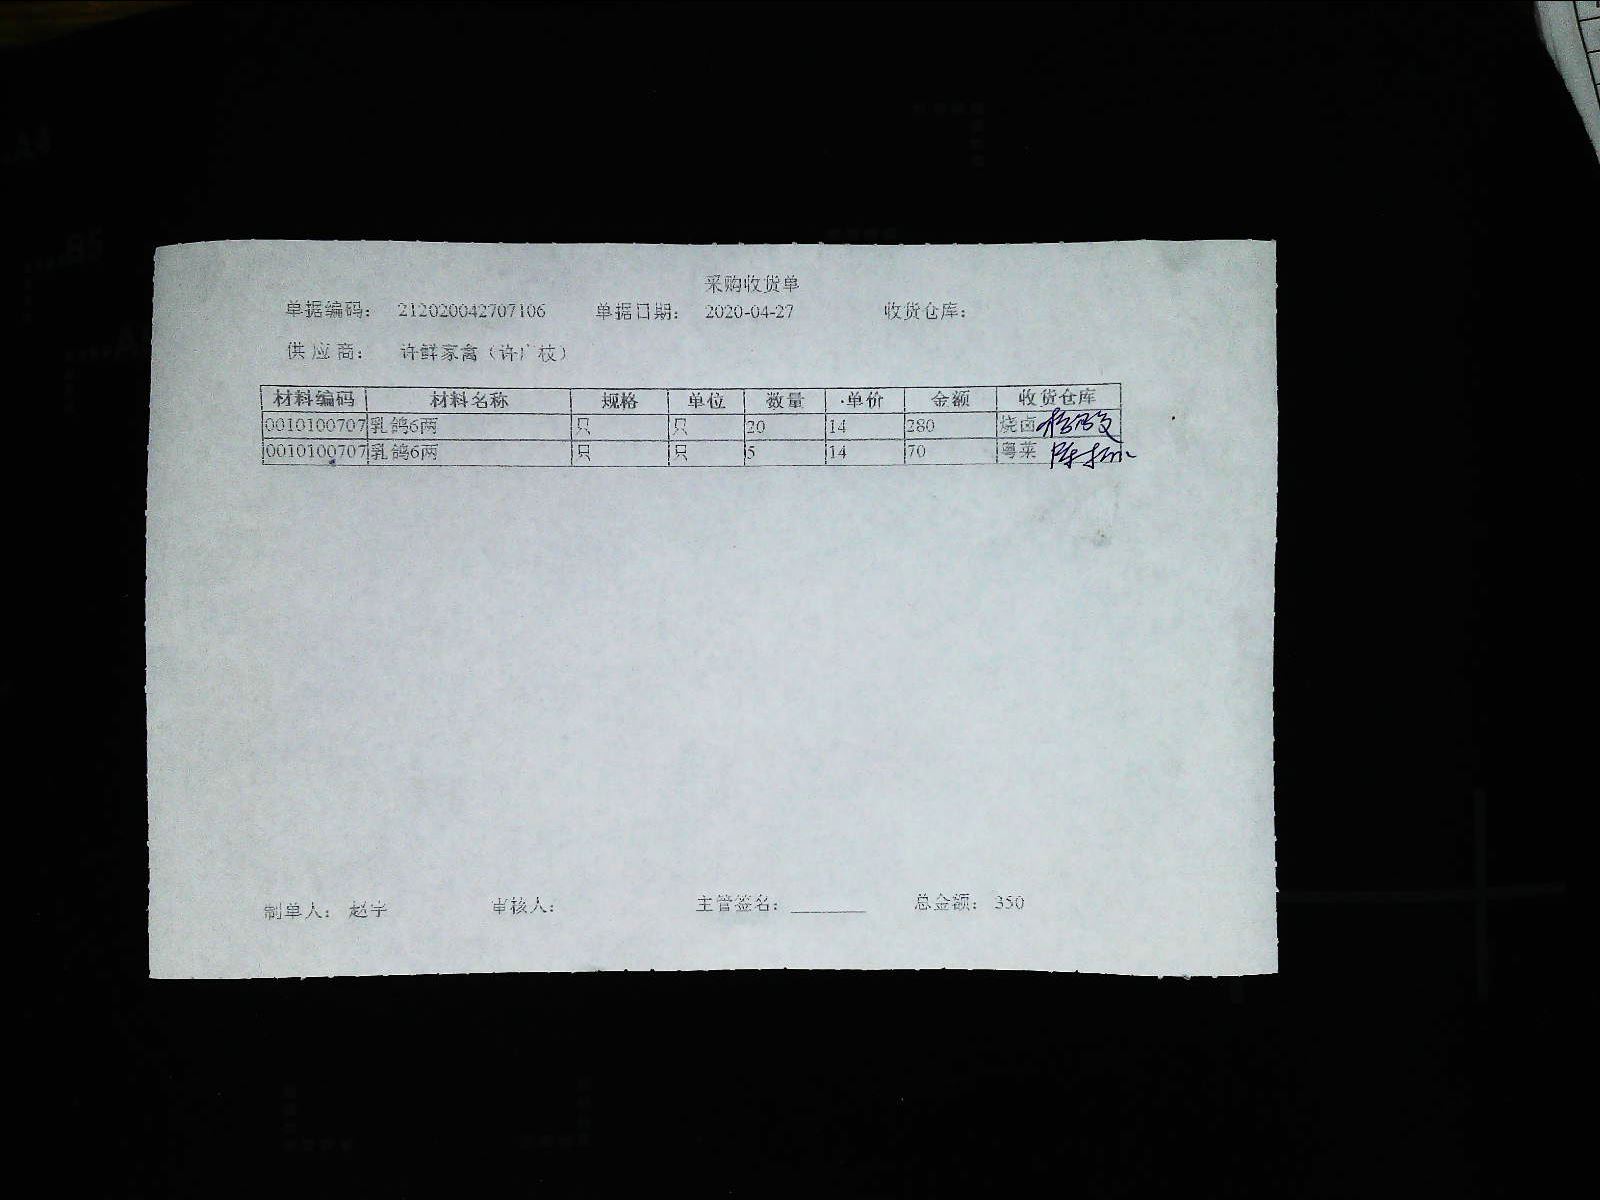 采购收货单
单据编码： 212020042707106 单据日期： 2020-04-27 收货仓库：
供应商： 许鲜家禽（许广枝）
材料编码 材料名称 规格 单位 数量 单价 金额 收货仓库
0010100707 乳鸽6两 只 只 20 14 280 烧卤
0010100707 乳鸽6两 只 只 5 14 70 粤菜
制单人： 赵宇 审核人： 主管签名： 总金额： 350